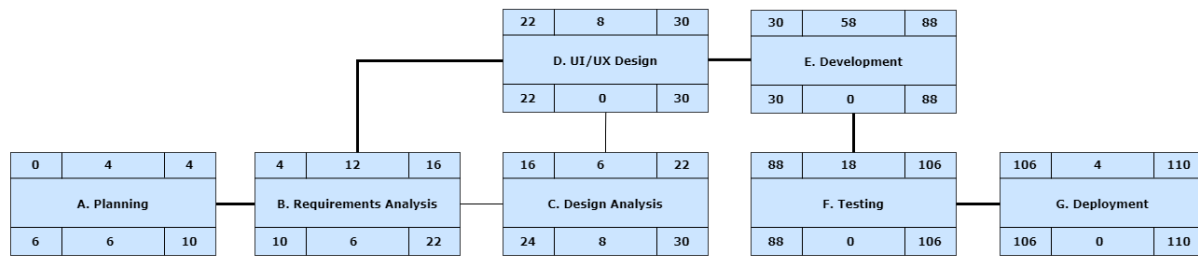 22 8 30
D. UI/UX Design
22 0 30
30 58 88
E. Development
30 0 88
0 4 4
A. Planning
6 6 10
4 12 16
B. Requirements Analysis
10 6 22
16 6 22
C. Design Analysis
24 8 30
88 18 106
F. Testing
88 0 106
106 4 110
G. Deployment
106 0 110